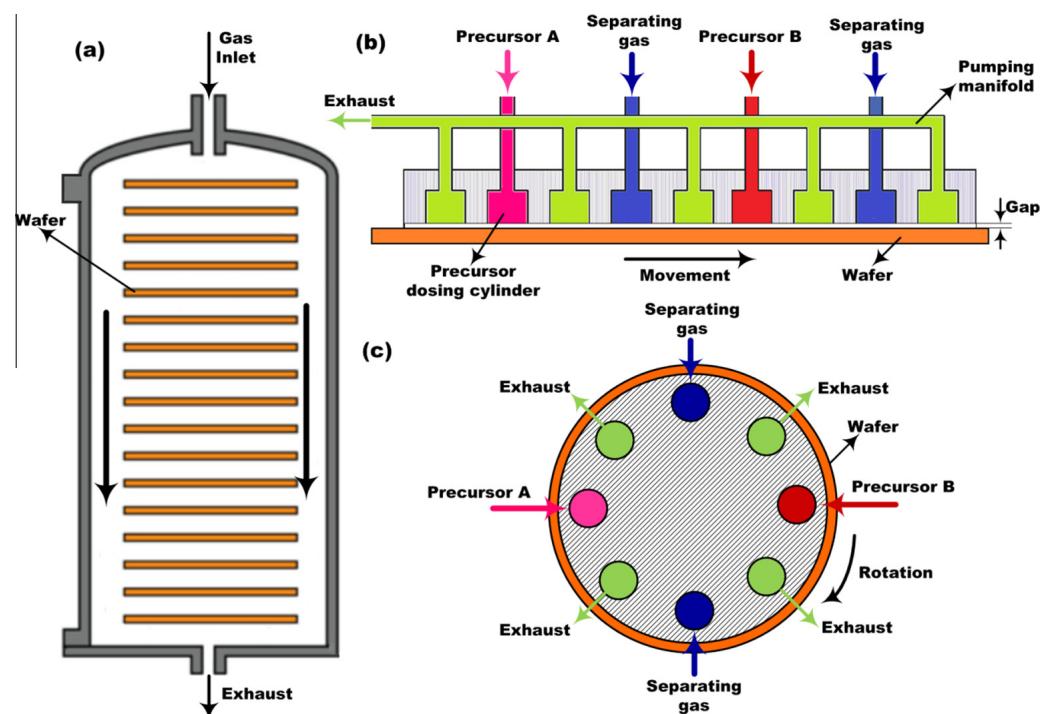 (a)
Gas
Inlet
Wafer
Exhaust
(b)
Precursor A
Separating
gas
Precursor B
Separating
gas
Exhaust
Pumping
manifold
Gap
Precursor
dosing cylinder
Movement
Wafer
(c)
Separating
gas
Exhaust
Exhaust
Wafer
Precursor A
Precursor B
Rotation
Exhaust
Exhaust
Separating
gas